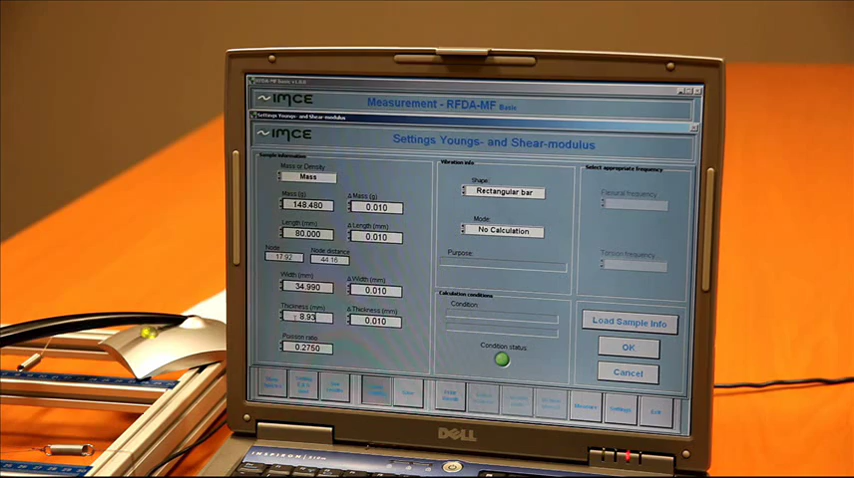 RFDA-MF Basic v1.0.0
IMCE
Measurement - RFDA-MF Basic
Settings Youngs- and Shear-modulus
IMCE
Settings Youngs- and Shear-modulus
Sample information
Mass or Density
Mass
Mass (g)
148.480
Δ Mass (g)
0.010
Length (mm)
80.000
Δ Length (mm)
0.010
Node
17.92
Node distance
44.16
Width (mm)
34.990
Δ Width (mm)
0.010
Thickness (mm)
8.93
Δ Thickness (mm)
0.010
Poisson ratio
0.2750
Vibration info
Shape:
Rectangular bar
Mode:
No Calculation
Purpose:
Calculation conditions
Condition
Condition status:
Select appropriate frequency
Flexural frequency
Torsion frequency
Load Sample Info
OK
Cancel
Measure
Settings
Exit
DELL
INSPIRON 510m